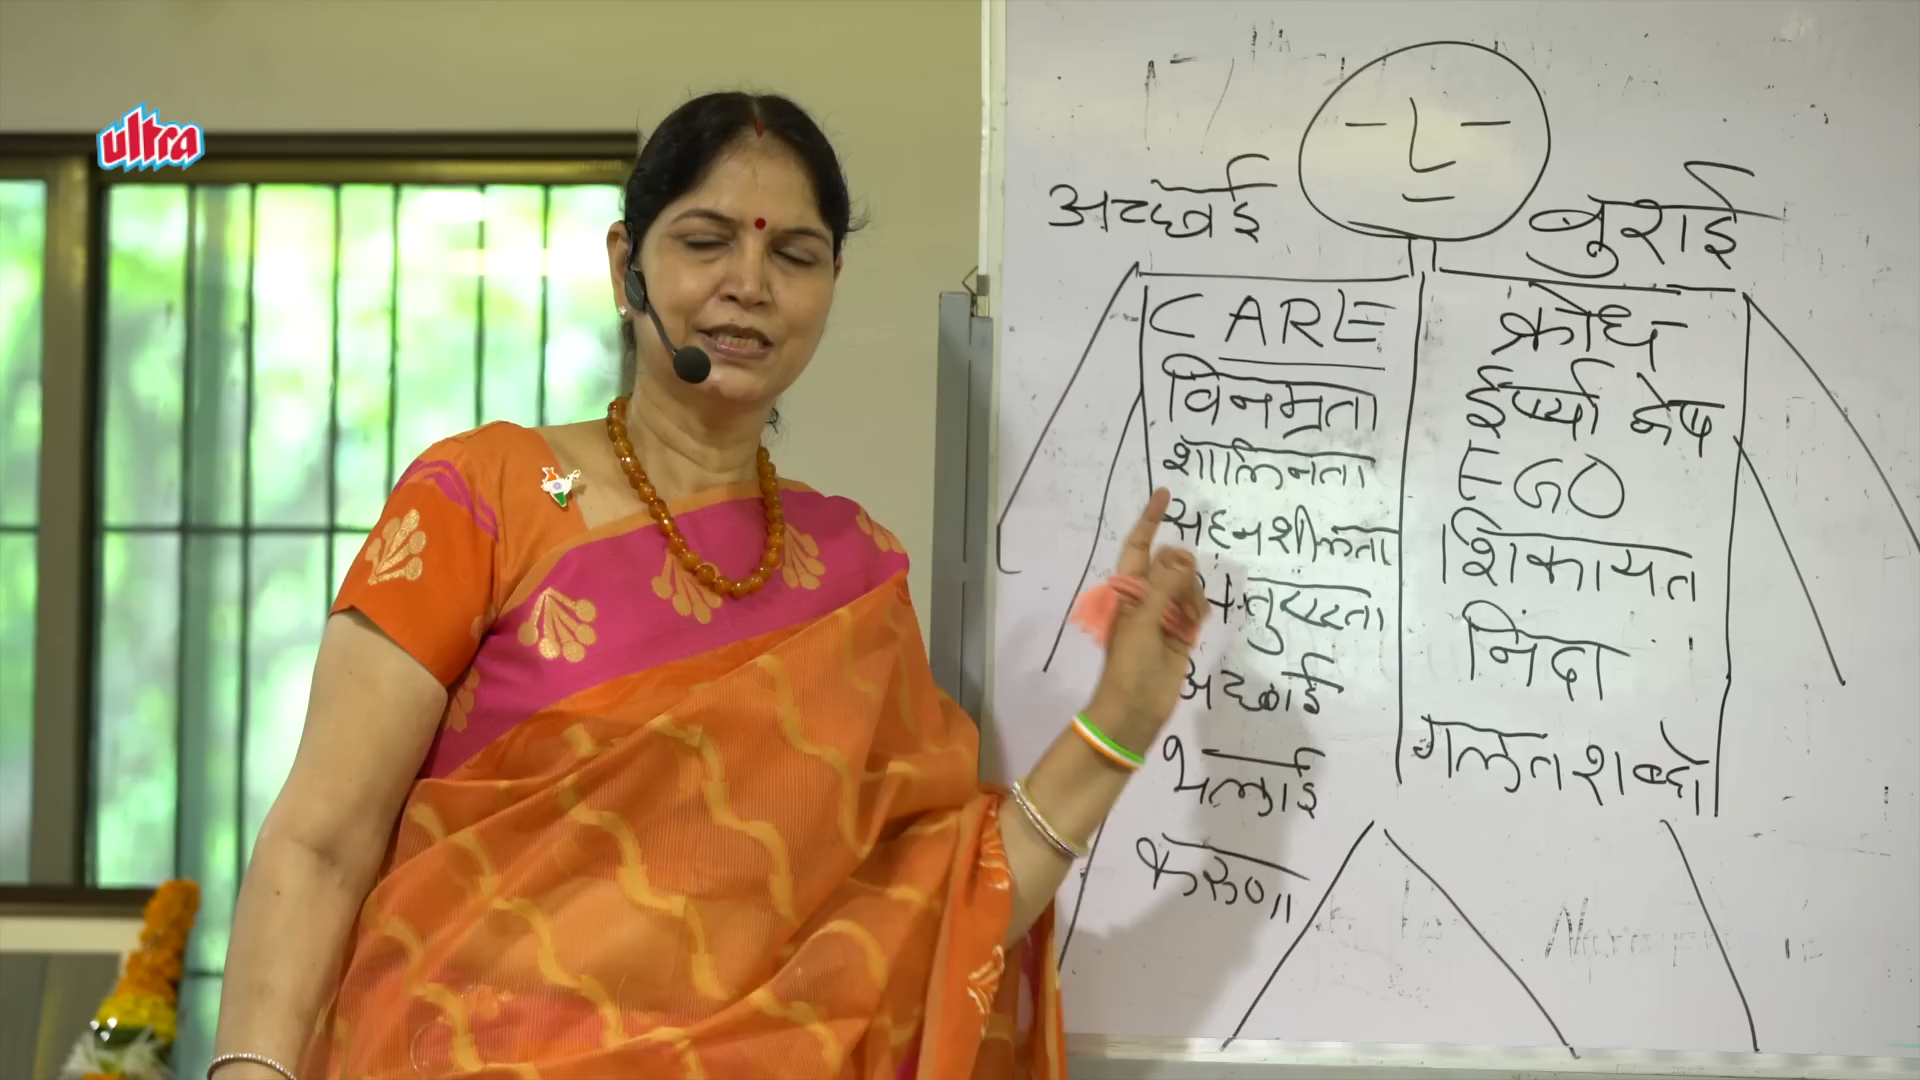 ultra
अच्छाई
बुराई
CARE
विनम्रता
शालिनता
सहनशीलता
अच्छाई
भलाई
करुणा
क्रोध
ईर्ष्या द्वेष
EGO
शिकायत
निंदा
गलत शब्दो